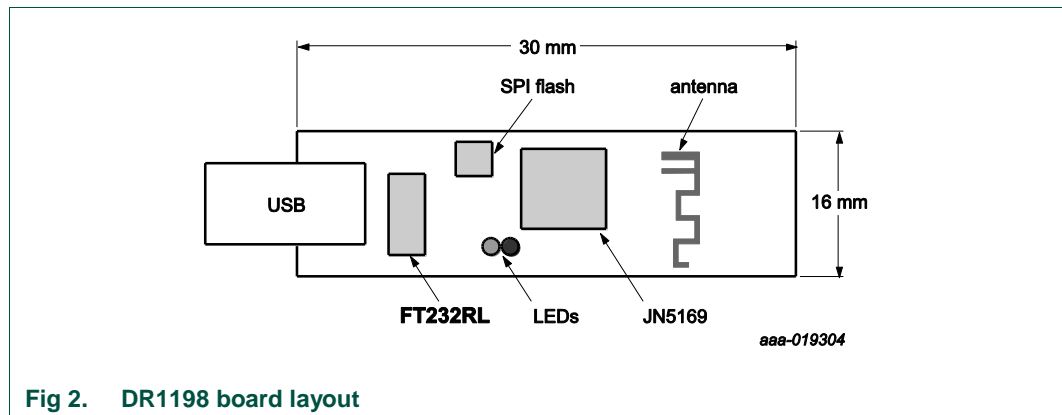 30 mm
SPI flash
antenna
USB
16 mm
FT232RL
LEDs
JN5169
aaa-019304
Fig 2. DR1198 board layout